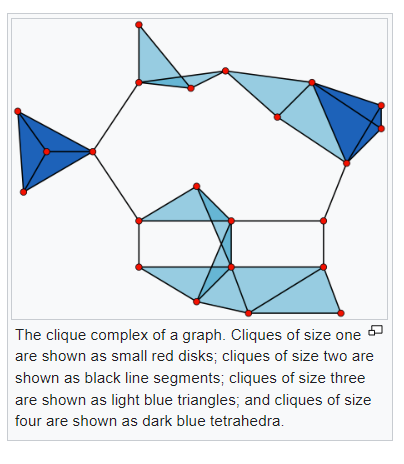 The clique complex of a graph. Cliques of size one
are shown as small red disks; cliques of size two are
shown as black line segments; cliques of size three
are shown as light blue triangles; and cliques of size
four are shown as dark blue tetrahedra.